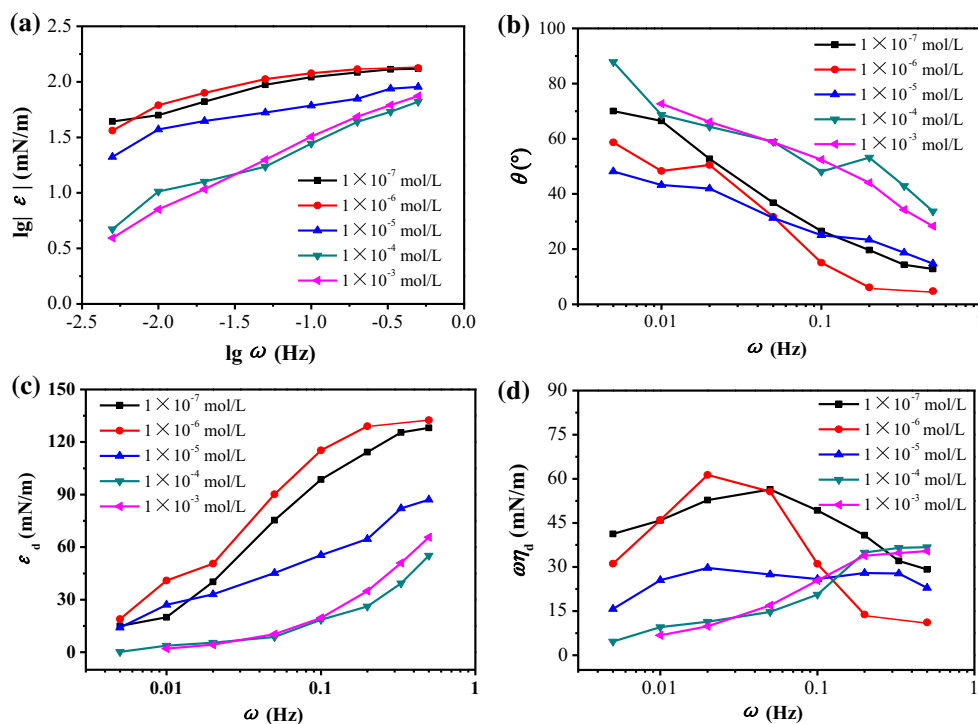 (a)
2.5
2.0
1.5
1.0
0.5
0.0
lg| ε | (mN/m)
-2.5 -2.0 -1.5 -1.0 -0.5 0.0
lg ω (Hz)
1×10⁻⁷ mol/L
1×10⁻⁶ mol/L
1×10⁻⁵ mol/L
1×10⁻⁴ mol/L
1×10⁻³ mol/L
(b)
100
80
60
40
20
0
θ(°)
0.01 0.1 1
ω (Hz)
1×10⁻⁷ mol/L
1×10⁻⁶ mol/L
1×10⁻⁵ mol/L
1×10⁻⁴ mol/L
1×10⁻³ mol/L
(c)
150
120
90
60
30
0
ε_d (mN/m)
0.01 0.1 1
ω (Hz)
1×10⁻⁷ mol/L
1×10⁻⁶ mol/L
1×10⁻⁵ mol/L
1×10⁻⁴ mol/L
1×10⁻³ mol/L
(d)
90
75
60
45
30
15
0
ωη_d (mN/m)
0.01 0.1 1
ω (Hz)
1×10⁻⁷ mol/L
1×10⁻⁶ mol/L
1×10⁻⁵ mol/L
1×10⁻⁴ mol/L
1×10⁻³ mol/L